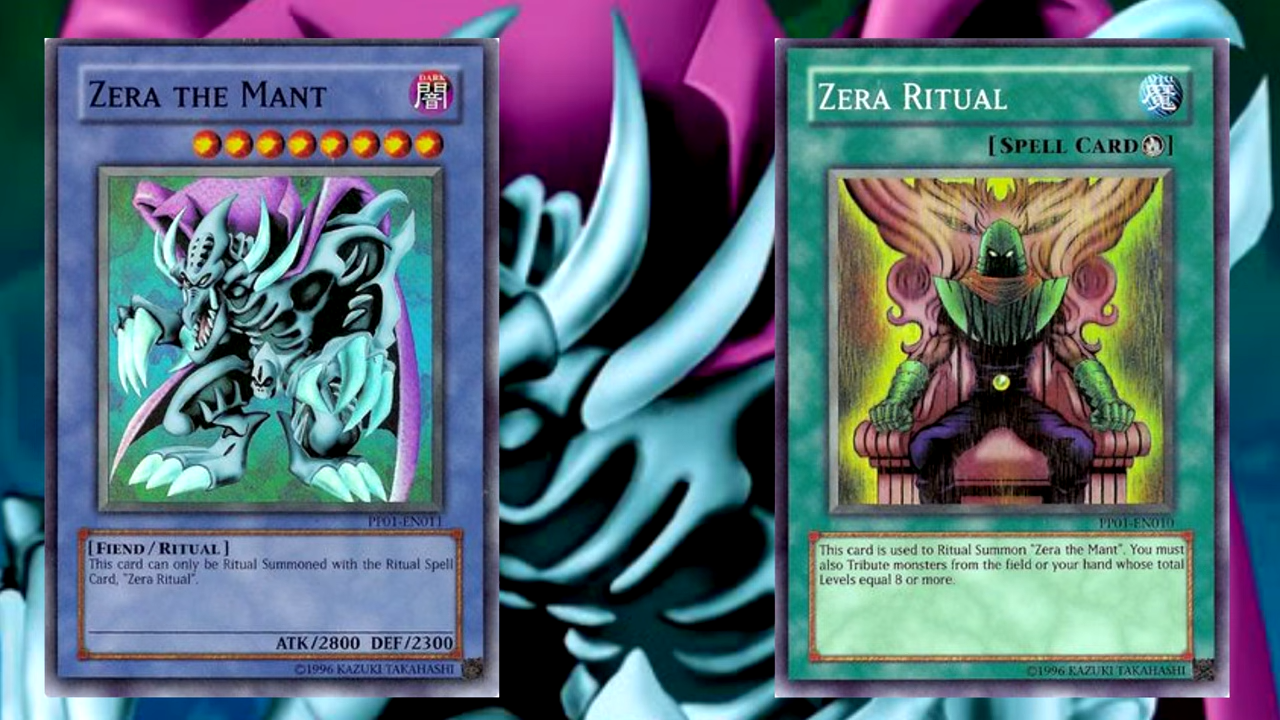 ZERA THE MANT
DARK
闇
PP01-EN011
[FIEND/RITUAL]
This card can only be Ritual Summoned with the Ritual Spell
Card, "Zera Ritual".
ATK/2800 DEF/2300
©1996 KAZUKI TAKAHASHI
ZERA RITUAL
魔
[SPELL CARD]
PP01-EN010
This card is used to Ritual Summon "Zera the Mant". You must
also Tribute monsters from the field or your hand whose total
Levels equal 8 or more.
©1996 KAZUKI TAKAHASHI